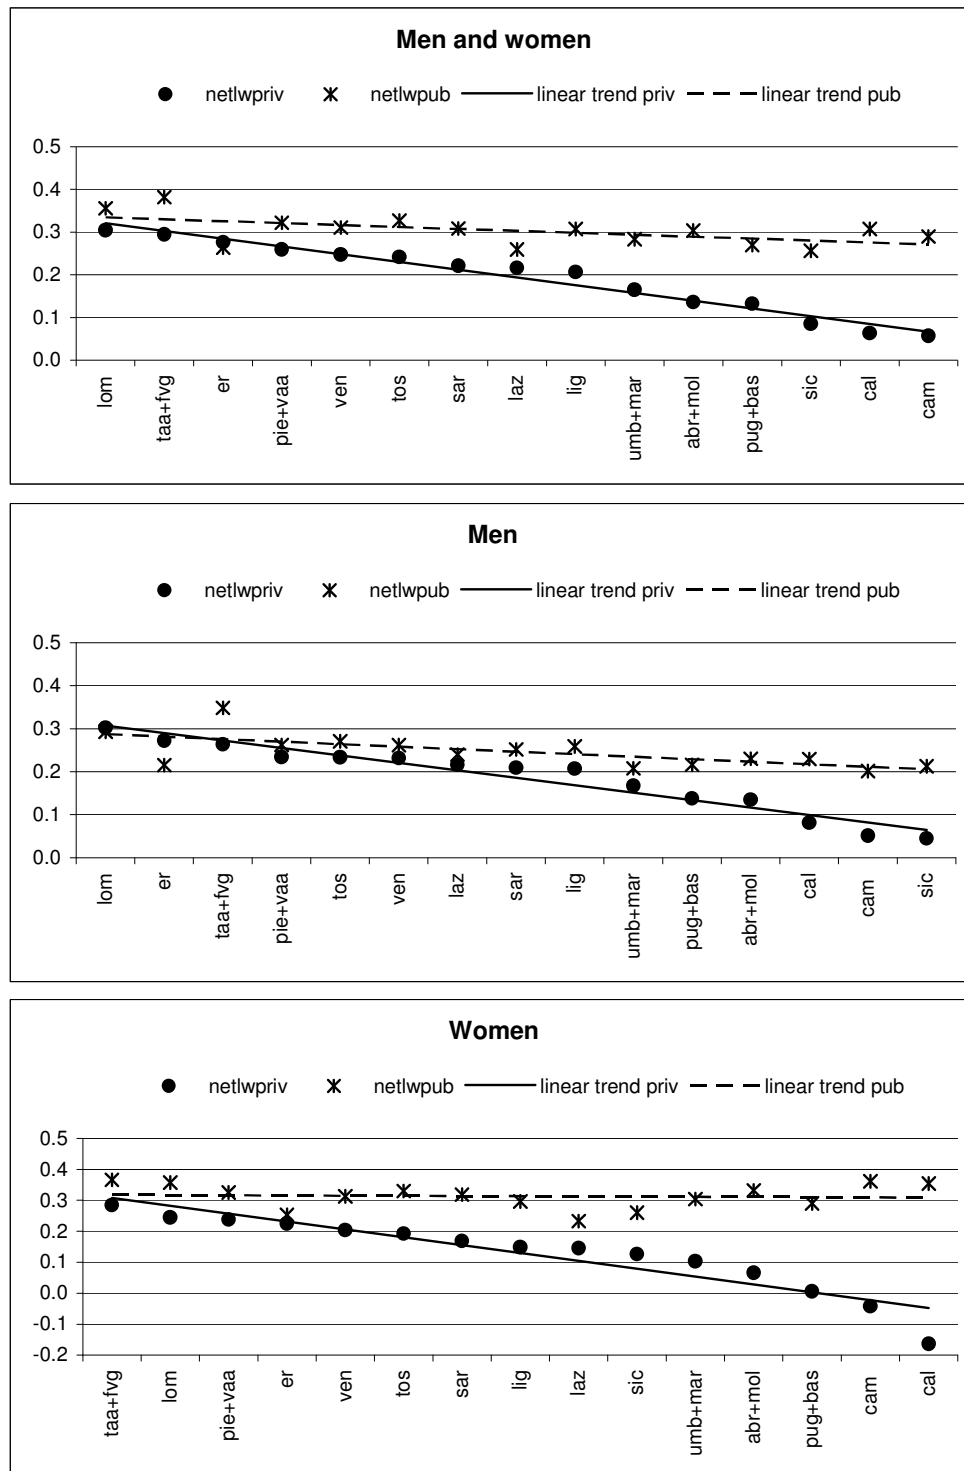 Men and women
netlwpriv netlwpub linear trend priv linear trend pub
0.5
0.4
0.3
0.2
0.1
0.0
lom taa+fvg er pie+vaa ven tos sar laz lig umb+mar abr+mol pug+bas sic cal cam
Men
netlwpriv netlwpub linear trend priv linear trend pub
0.5
0.4
0.3
0.2
0.1
0.0
lom er taa+fvg pie+vaa tos ven laz sar lig umb+mar pug+bas abr+mol cal cam sic
Women
netlwpriv netlwpub linear trend priv linear trend pub
0.5
0.4
0.3
0.2
0.1
0.0
-0.1
-0.2
taa+fvg lom pie+vaa er ven tos sar lig laz sic umb+mar abr+mol pug+bas cam cal